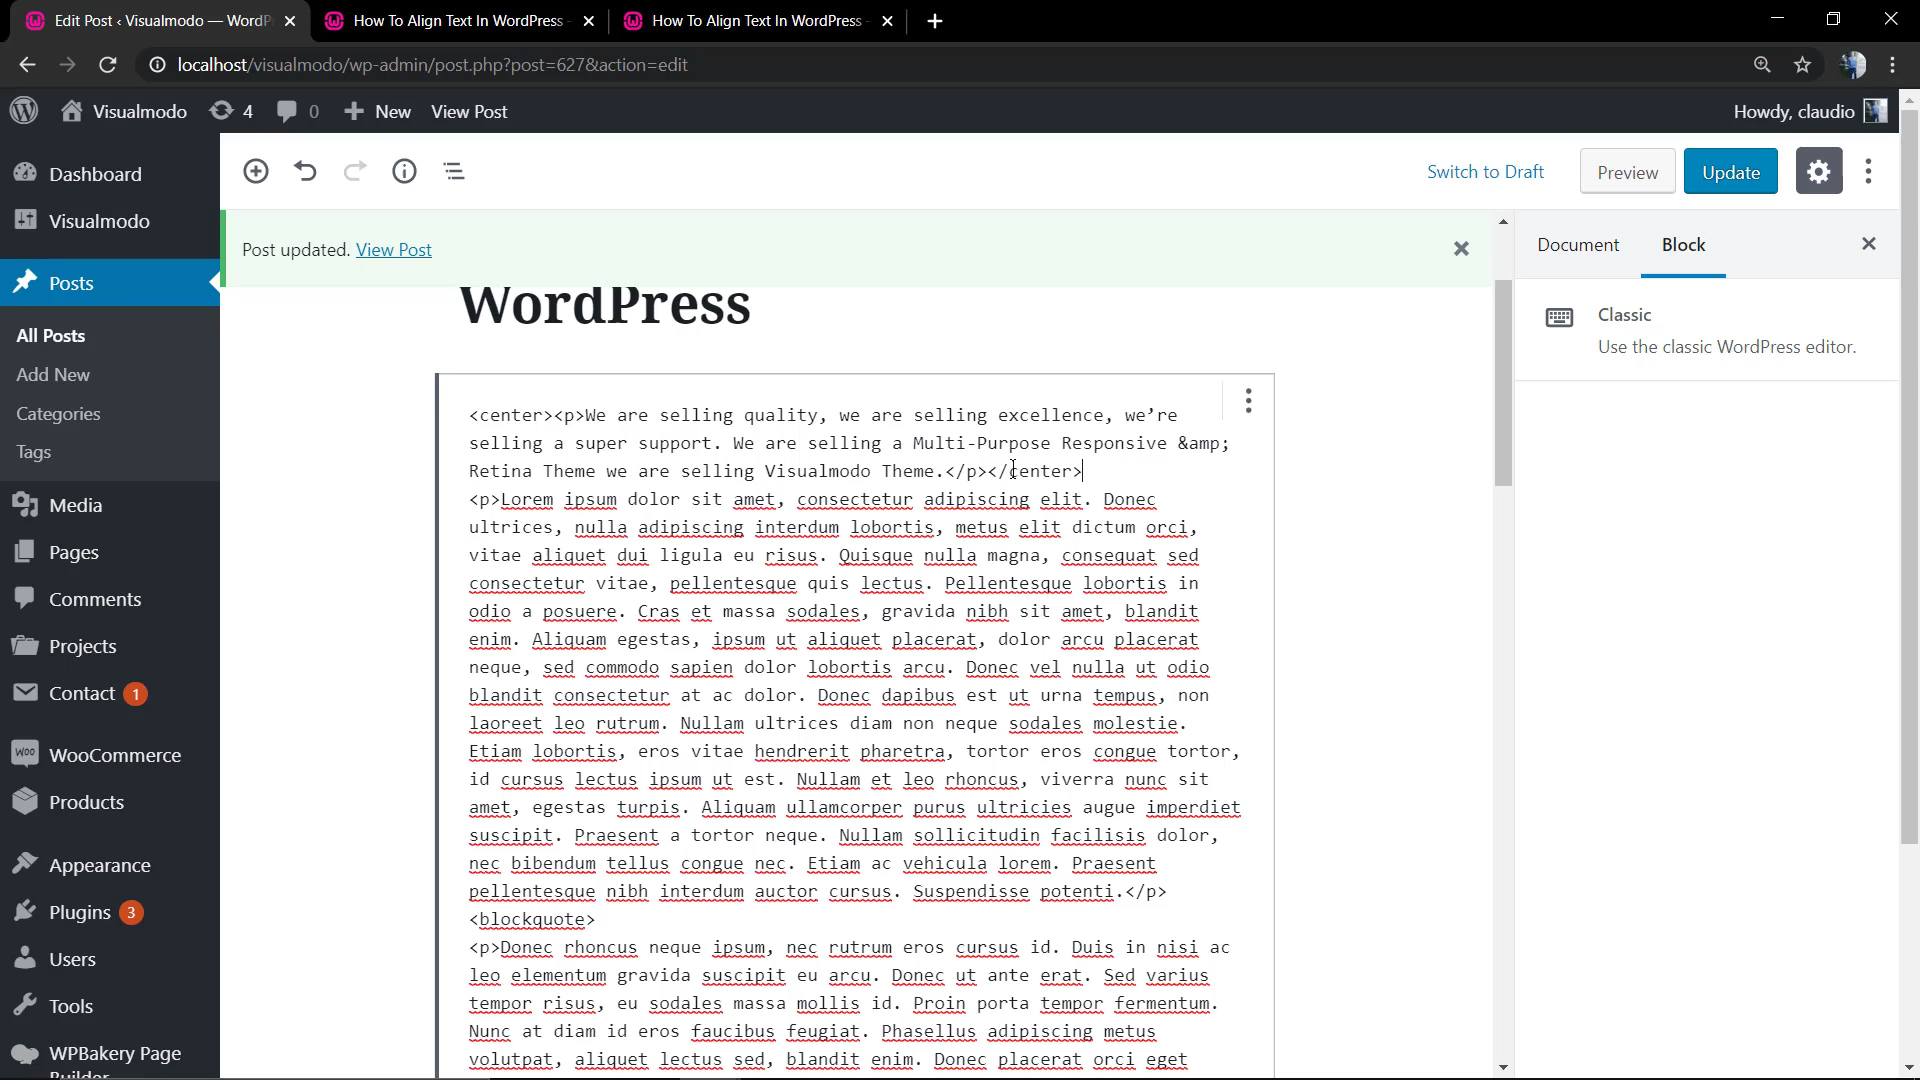 Edit Post ‹ Visualmodo — WordP
How To Align Text In WordPress -
How To Align Text In WordPress -
localhost/visualmodo/wp-admin/post.php?post=627&action=edit
Visualmodo
4
0
New
View Post
Howdy, claudio
Dashboard
Visualmodo
Posts
All Posts
Add New
Categories
Tags
Media
Pages
Comments
Projects
Contact 1
WooCommerce
Products
Appearance
Plugins 3
Users
Tools
WPBakery Page
Builder
Switch to Draft
Preview
Update
Post updated. View Post
WordPress
<center><p>We are selling quality, we are selling excellence, we’re
selling a super support. We are selling a Multi-Purpose Responsive &amp;
Retina Theme we are selling Visualmodo Theme.</p></center>
<p>Lorem ipsum dolor sit amet, consectetur adipiscing elit. Donec
ultrices, nulla adipiscing interdum lobortis, metus elit dictum orci,
vitae aliquet dui ligula eu risus. Quisque nulla magna, consequat sed
consectetur vitae, pellentesque quis lectus. Pellentesque lobortis in
odio a posuere. Cras et massa sodales, gravida nibh sit amet, blandit
enim. Aliquam egestas, ipsum ut aliquet placerat, dolor arcu placerat
neque, sed commodo sapien dolor lobortis arcu. Donec vel nulla ut odio
blandit consectetur at ac dolor. Donec dapibus est ut urna tempus, non
laoreet leo rutrum. Nullam ultrices diam non neque sodales molestie.
Etiam lobortis, eros vitae hendrerit pharetra, tortor eros congue tortor,
id cursus lectus ipsum ut est. Nullam et leo rhoncus, viverra nunc sit
amet, egestas turpis. Aliquam ullamcorper purus ultricies augue imperdiet
suscipit. Praesent a tortor neque. Nullam sollicitudin facilisis dolor,
nec bibendum tellus congue nec. Etiam ac vehicula lorem. Praesent
pellentesque nibh interdum auctor cursus. Suspendisse potenti.</p>
<blockquote>
<p>Donec rhoncus neque ipsum, nec rutrum eros cursus id. Duis in nisi ac
leo elementum gravida suscipit eu arcu. Donec ut ante erat. Sed varius
tempor risus, eu sodales massa mollis id. Proin porta tempor fermentum.
Nunc at diam id eros faucibus feugiat. Phasellus adipiscing metus
volutpat, aliquet lectus sed, blandit enim. Donec placerat orci eget
Document
Block
Classic
Use the classic WordPress editor.